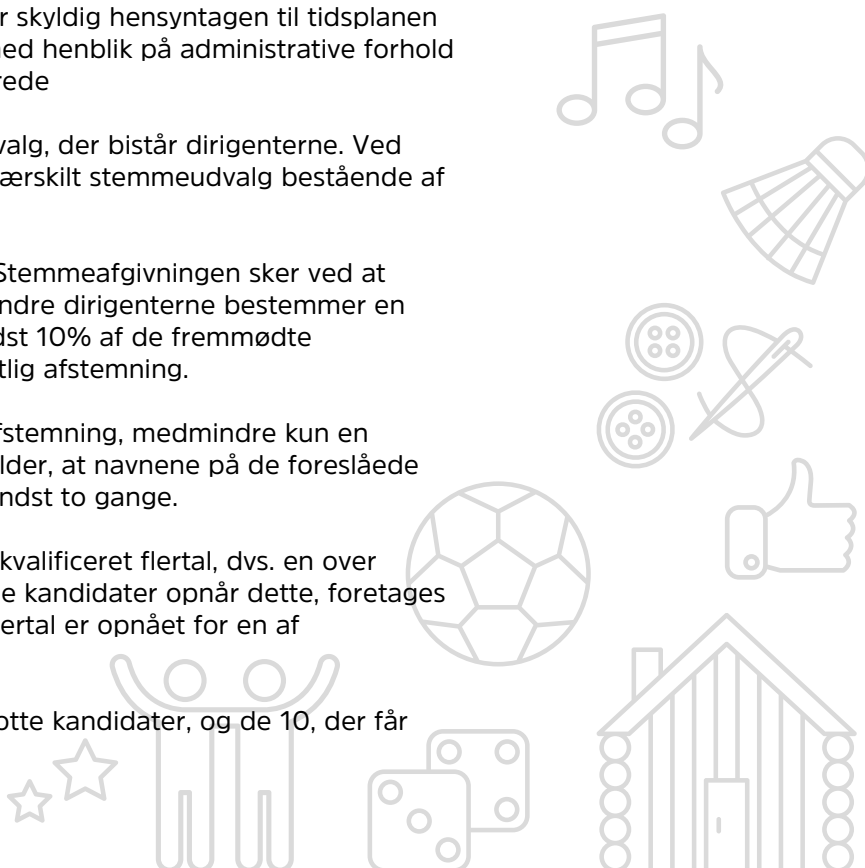 r skyldig hensyntagen til tidsplanen
ned henblik på administrative forhold
rede
valg, der bistår dirigenterne. Ved
ærskilt stemmeudvalg bestående af
Stemmeafgivningen sker ved at
ndre dirigenterne bestemmer en
dst 10% af de fremmødte
tlig afstemning.
fstemning, medmindre kun en
lder, at navnene på de foreslåede
ndst to gange.
kvalificeret flertal, dvs. en over
e kandidater opnår dette, foretages
ertal er opnået for en af
otte kandidater, og de 10, der får